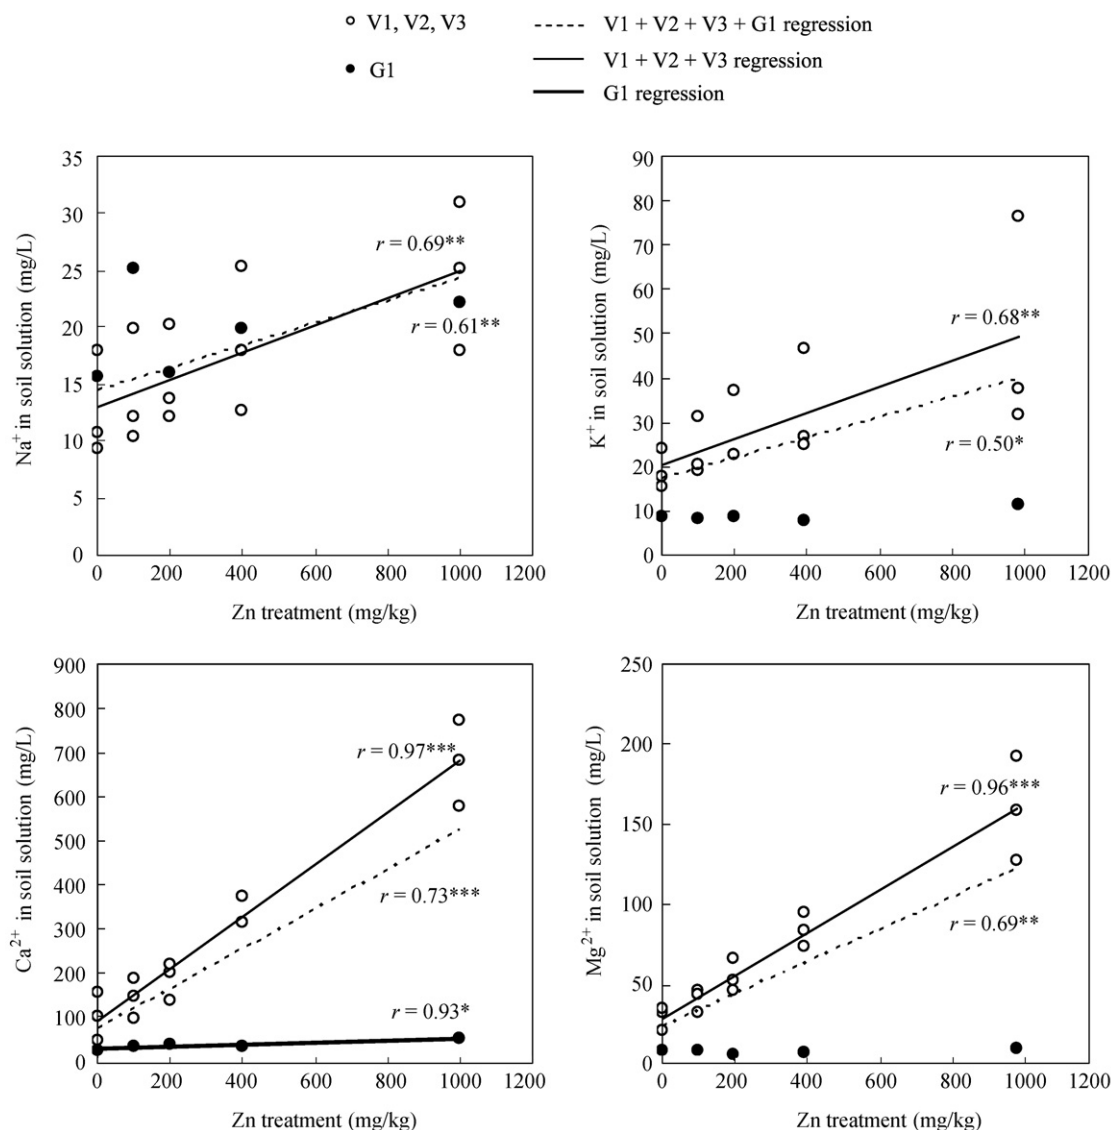 V1, V2, V3
V1 + V2 + V3 + G1 regression
G1
V1 + V2 + V3 regression
G1 regression
35
30
25
20
15
10
5
0
Na⁺ in soil solution (mg/L)
r = 0.69**
r = 0.61**
0 200 400 600 800 1000 1200
Zn treatment (mg/kg)
90
80
70
60
50
40
30
20
10
0
K⁺ in soil solution (mg/L)
r = 0.68**
r = 0.50*
0 200 400 600 800 1000 1200
Zn treatment (mg/kg)
900
800
700
600
500
400
300
200
100
0
Ca²⁺ in soil solution (mg/L)
r = 0.97***
r = 0.73***
r = 0.93*
0 200 400 600 800 1000 1200
Zn treatment (mg/kg)
250
200
150
100
50
0
Mg²⁺ in soil solution (mg/L)
r = 0.96***
r = 0.69**
0 200 400 600 800 1000 1200
Zn treatment (mg/kg)